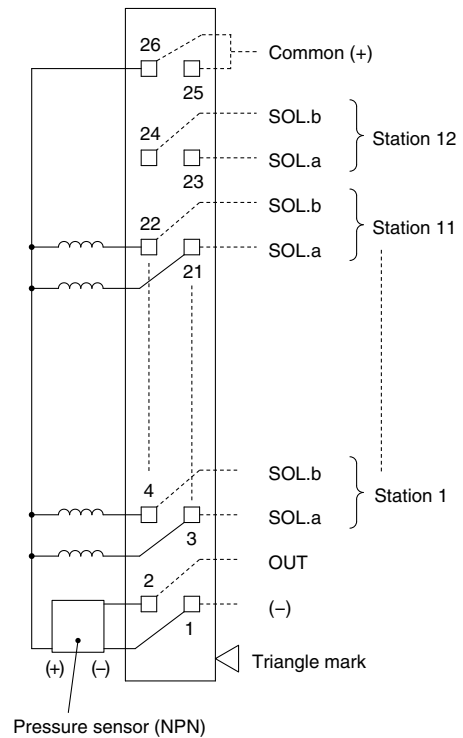 26
Common (+)
25
24
SOL.b
Station 12
SOL.a
23
22
SOL.b
Station 11
SOL.a
21
4
SOL.b
Station 1
SOL.a
3
2
OUT
(−)
1
(+) (−)
Triangle mark
Pressure sensor (NPN)